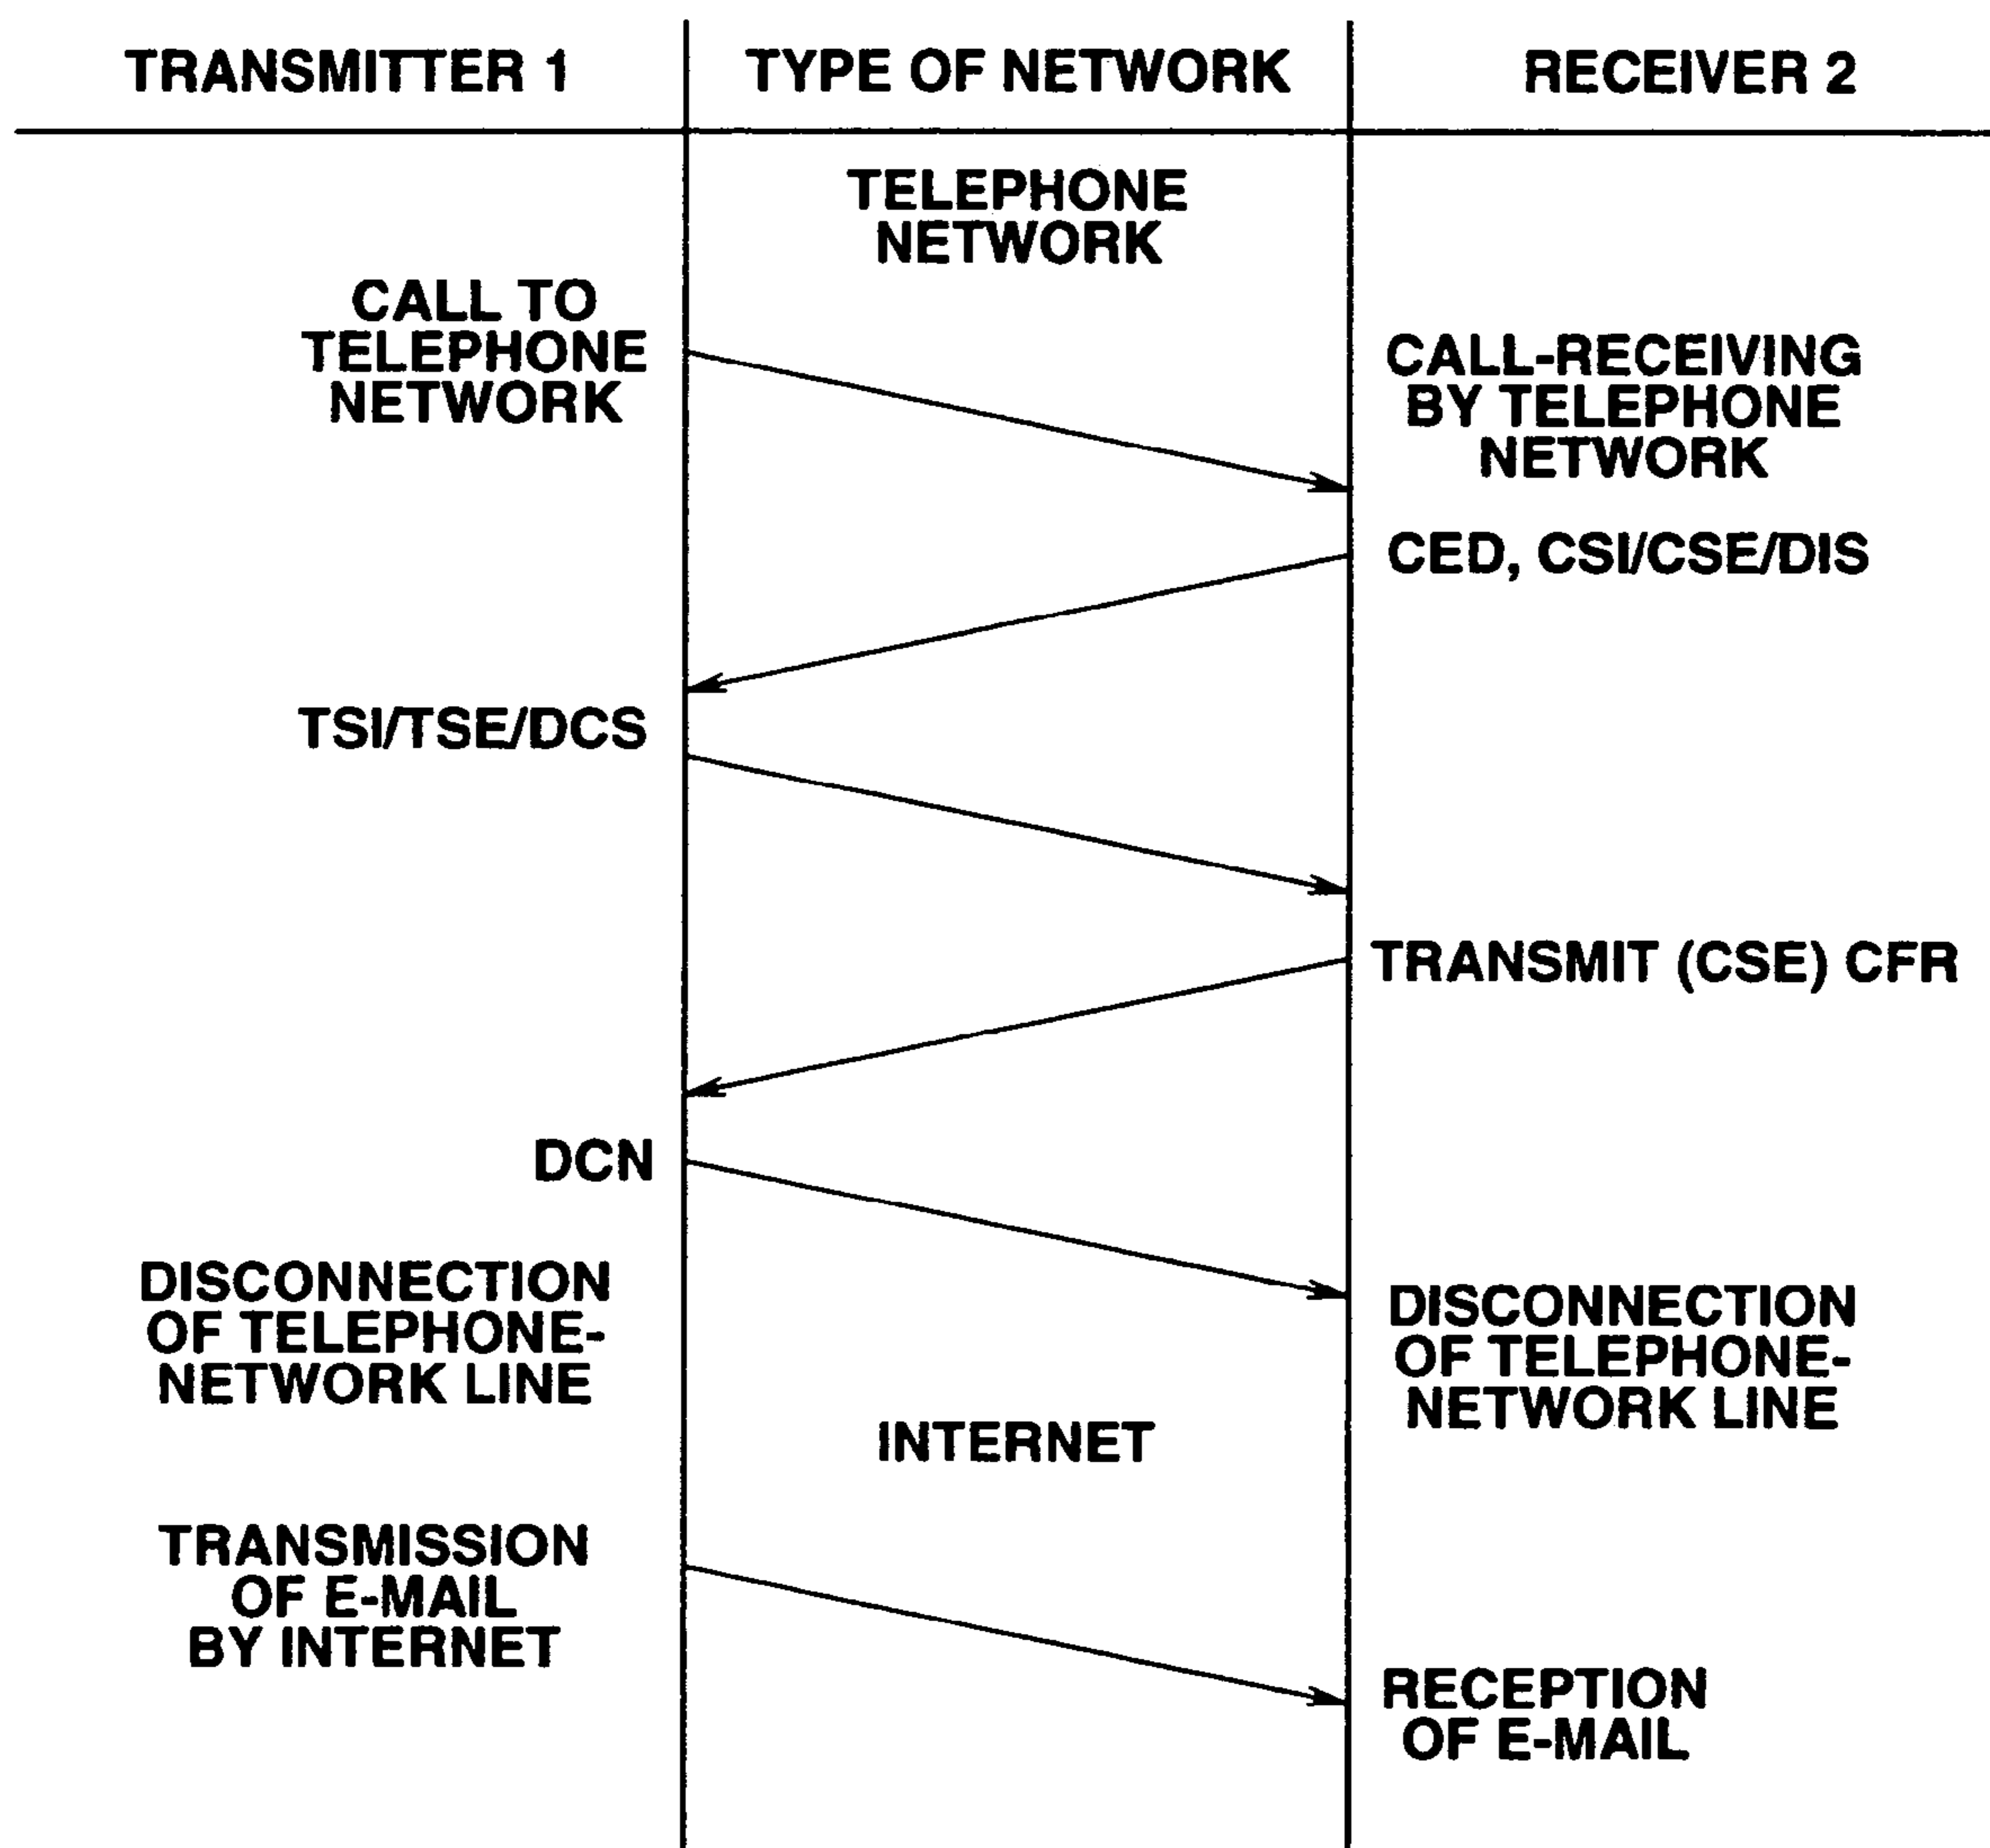 TRANSMITTER 1
TYPE OF NETWORK
RECEIVER 2
TELEPHONE
NETWORK
CALL TO
TELEPHONE
NETWORK
CALL-RECEIVING
BY TELEPHONE
NETWORK
CED, CSI/CSE/DIS
TSI/TSE/DCS
TRANSMIT (CSE) CFR
DCN
DISCONNECTION
OF TELEPHONE-
NETWORK LINE
DISCONNECTION
OF TELEPHONE-
NETWORK LINE
INTERNET
TRANSMISSION
OF E-MAIL
BY INTERNET
RECEPTION
OF E-MAIL